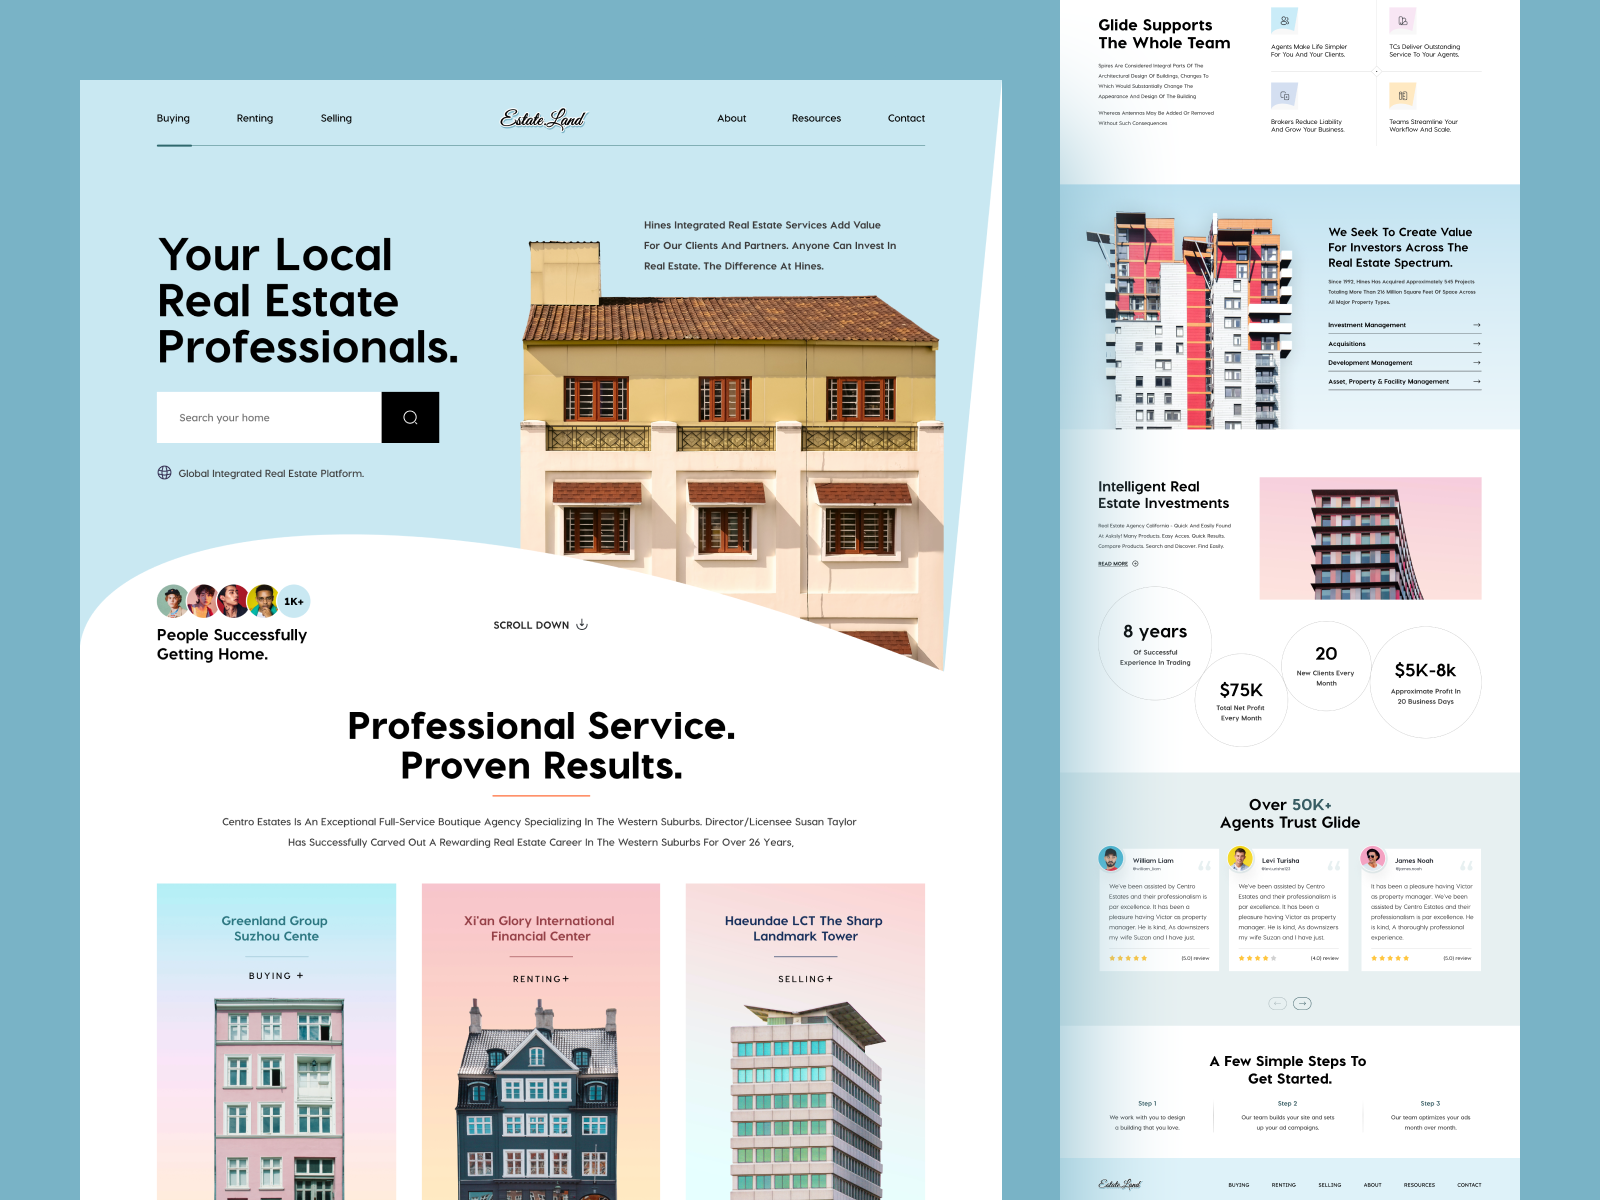 Buying
Renting
Selling
Estate Land
About
Resources
Contact
Your Local
Real Estate
Professionals.
Hines Integrated Real Estate Services Add Value
For Our Clients And Partners. Anyone Can Invest In
Real Estate. The Difference At Hines.
Search your home
Global Integrated Real Estate Platform.
1K+
People Successfully
Getting Home.
SCROLL DOWN
Professional Service.
Proven Results.
Centro Estates Is An Exceptional Full-Service Boutique Agency Specializing In The Western Suburbs. Director/Licensee Susan Taylor
Has Successfully Carved Out A Rewarding Real Estate Career In The Western Suburbs For Over 26 Years,
Greenland Group
Suzhou Cente
BUYING +
Xi'an Glory International
Financial Center
RENTING+
Haeundae LCT The Sharp
Landmark Tower
SELLING+
Glide Supports
The Whole Team
Spires Are Considered Integral Parts Of The
Architectural Design Of Buildings, Changes To
Which Would Substantially Change The
Appearance And Design Of The Building
Whereas Antennas May Be Added Or Removed
Without Such Consequences
Agents Make Life Simpler
For You And Your Clients.
TCs Deliver Outstanding
Service To Your Agents.
Brokers Reduce Liability
And Grow Your Business.
Teams Streamline Your
Workflow And Scale.
We Seek To Create Value
For Investors Across The
Real Estate Spectrum.
Since 1992, Hines Has Acquired Approximately 545 Projects
Totaling More Than 216 Million Square Feet Of Space Across
All Major Property Types.
Investment Management
Acquisitions
Development Management
Asset, Property & Facility Management
Intelligent Real
Estate Investments
Real Estate Agency California - Quick And Easily Found
At Askoly! Many Products. Easy Acces. Quick Results.
Compare Products. Search and Discover. Find Easily.
READ MORE
8 years
Of Successful
Experience In Trading
$75K
Total Net Profit
Every Month
20
New Clients Every
Month
$5K-8k
Approximate Profit In
20 Business Days
Over 50K+
Agents Trust Glide
William Liam
@william_liam
We've been assisted by Centro
Estates and their professionalism is
par excellence. It has been a
pleasure having Victor as property
manager. He is kind, As downsizers
my wife Suzan and I have just.
(5.0) review
Levi Turisha
We've been assisted by Centro
Estates and their professionalism is
par excellence. It has been a
pleasure having Victor as property
manager. He is kind, As downsizers
my wife Suzan and I have just.
(4.0) review
James Noah
It has been a pleasure having Victor
as property manager. We've been
assisted by Centro Estates and their
professionalism is par excellence. He
is kind, A thoroughly professional
experience.
(5.0) review
A Few Simple Steps To
Get Started.
Step 1
We work with you to design
a building that you love.
Step 2
Our team builds your site and sets
up your ad campaigns.
Step 3
Our team optimizes your ads
month over month.
Estate Land
BUYING
RENTING
SELLING
ABOUT
RESOURCES
CONTACT